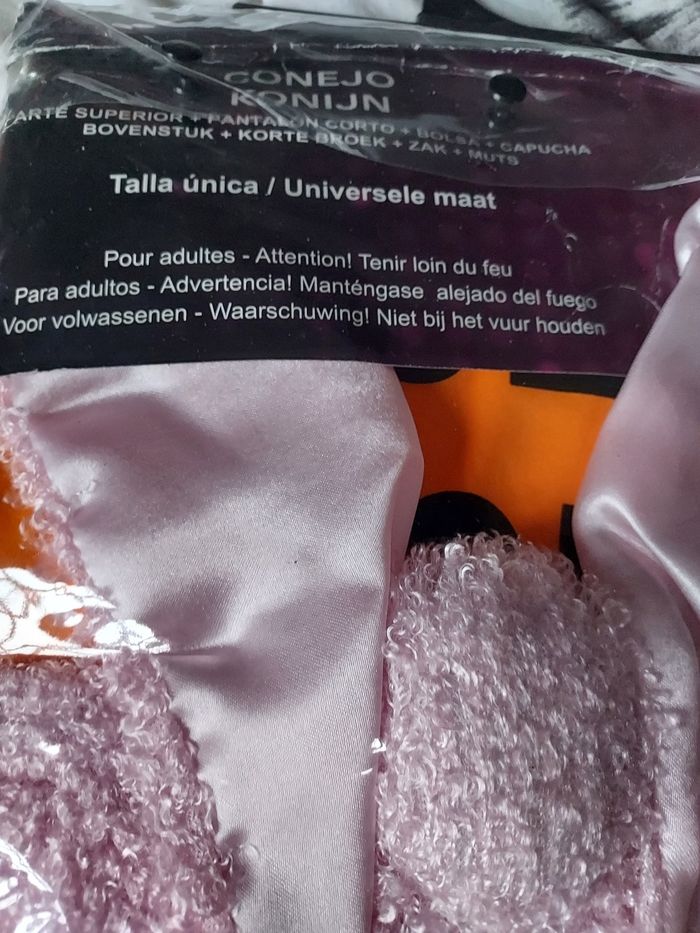 CONEJO
KONIJN
PARTE SUPERIOR + PANTALÓN CORTO + BOLSA + CAPUCHA
BOVENSTUK + KORTE BROEK + ZAK + MUTS
Talla única / Universele maat
Pour adultes - Attention! Tenir loin du feu
Para adultos - Advertencia! Manténgase alejado del fuego
Voor volwassenen - Waarschuwing! Niet bij het vuur houden